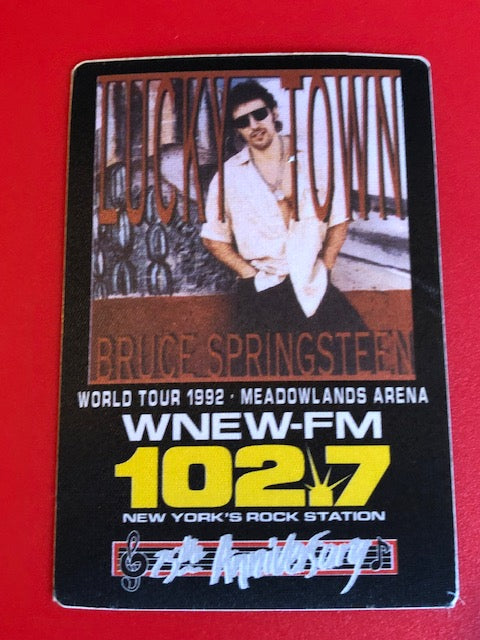 LUCKY TOWN
BRUCE SPRINGSTEEN
WORLD TOUR 1992 · MEADOWLANDS ARENA
WNEW-FM
102.7
NEW YORK'S ROCK STATION
25th Anniversary